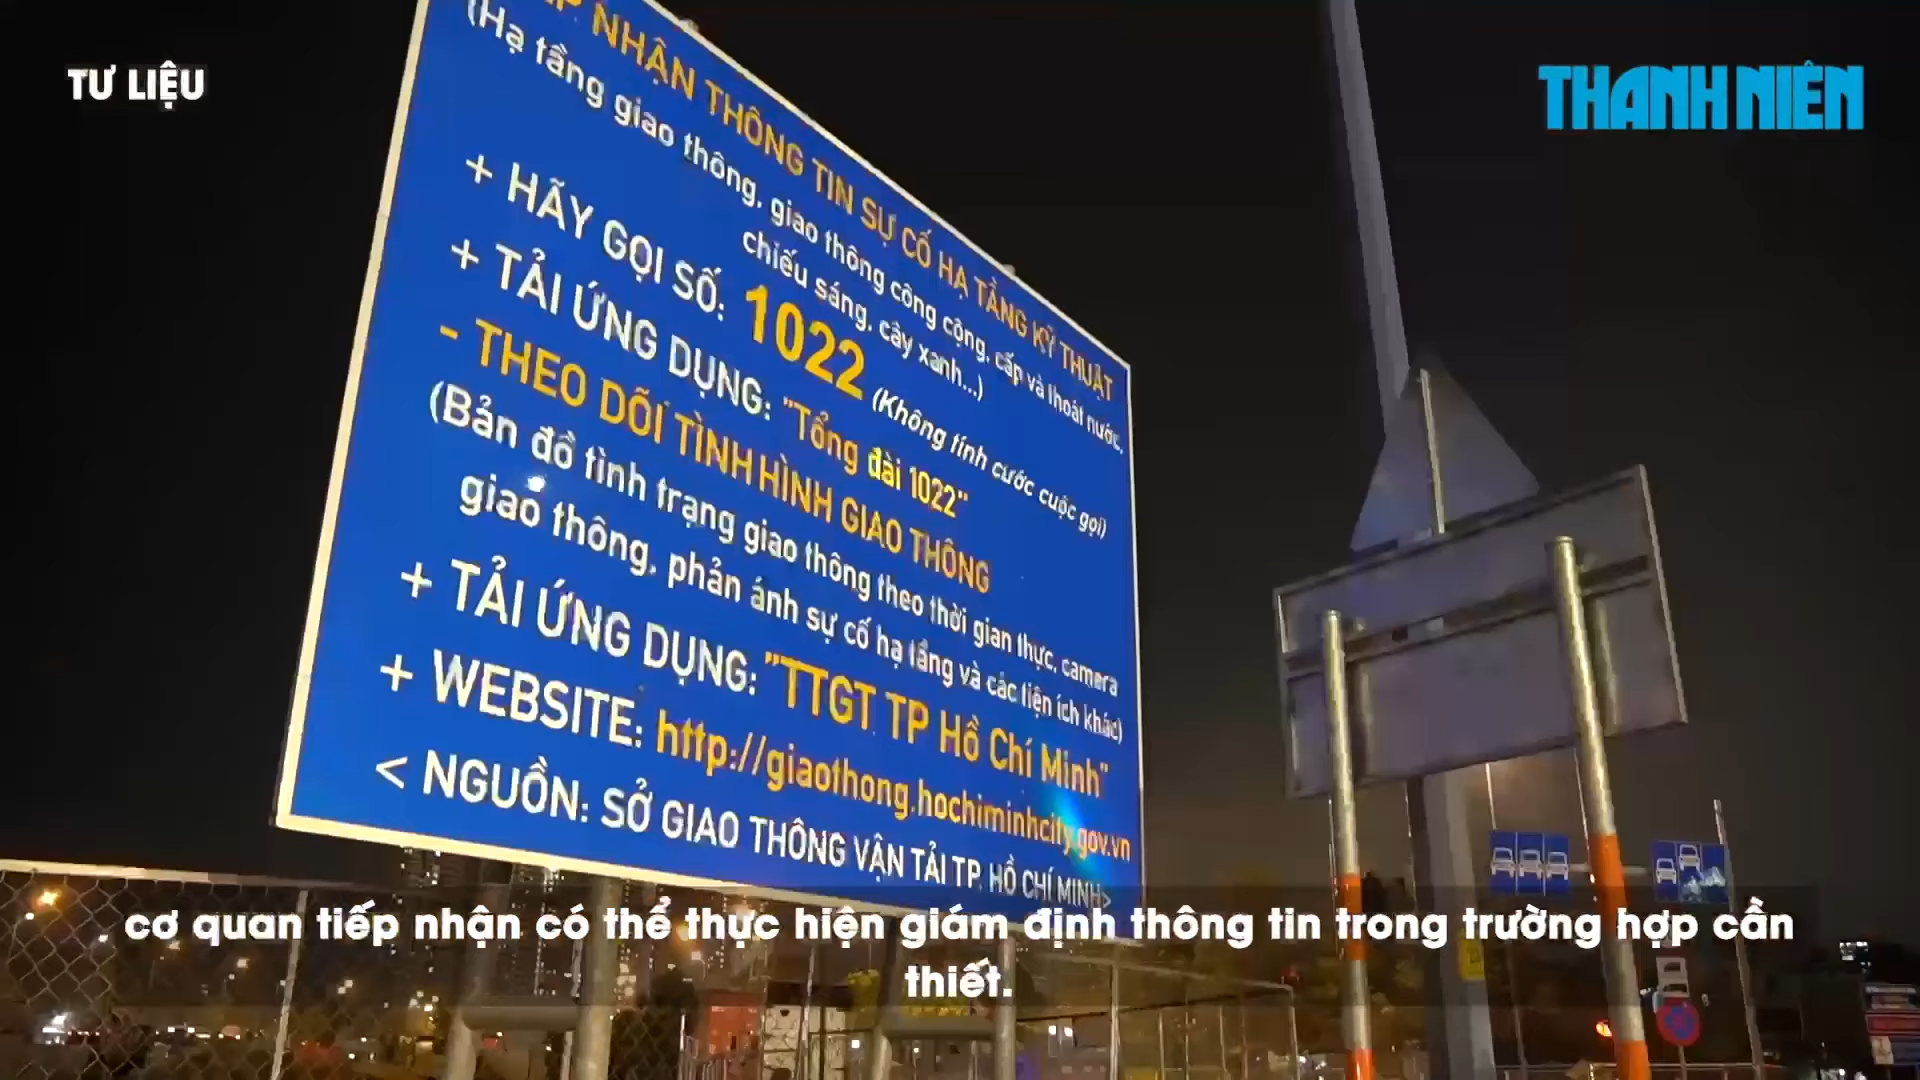 TƯ LIỆU
THANH NIÊN
NHẬN THÔNG TIN SỰ CỐ HẠ TẦNG KỸ THUẬT
(Hạ tầng giao thông, giao thông công cộng, cấp và thoát nước,
chiếu sáng, cây xanh...)
+ HÃY GỌI SỐ: 1022 (Không tính cước cuộc gọi)
+ TẢI ỨNG DỤNG: "Tổng đài 1022"
- THEO DÕI TÌNH HÌNH GIAO THÔNG
(Bản đồ tình trạng giao thông theo thời gian thực, camera
giao thông, phản ánh sự cố hạ tầng và các tiện ích khác)
+ TẢI ỨNG DỤNG: "TTGT TP Hồ Chí Minh"
+ WEBSITE: http://giaothong.hochiminhcity.gov.vn
< NGUỒN: SỞ GIAO THÔNG VẬN TẢI TP. HỒ CHÍ MINH>
cơ quan tiếp nhận có thể thực hiện giám định thông tin trong trường hợp cần
thiết.